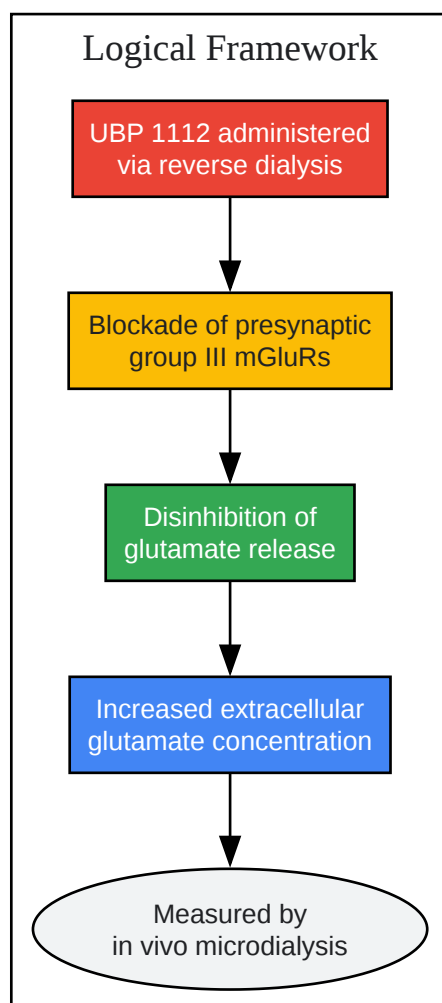 Logical Framework
UBP 1112 administered
via reverse dialysis
Blockade of presynaptic
group III mGluRs
Disinhibition of
glutamate release
Increased extracellular
glutamate concentration
Measured by
in vivo microdialysis